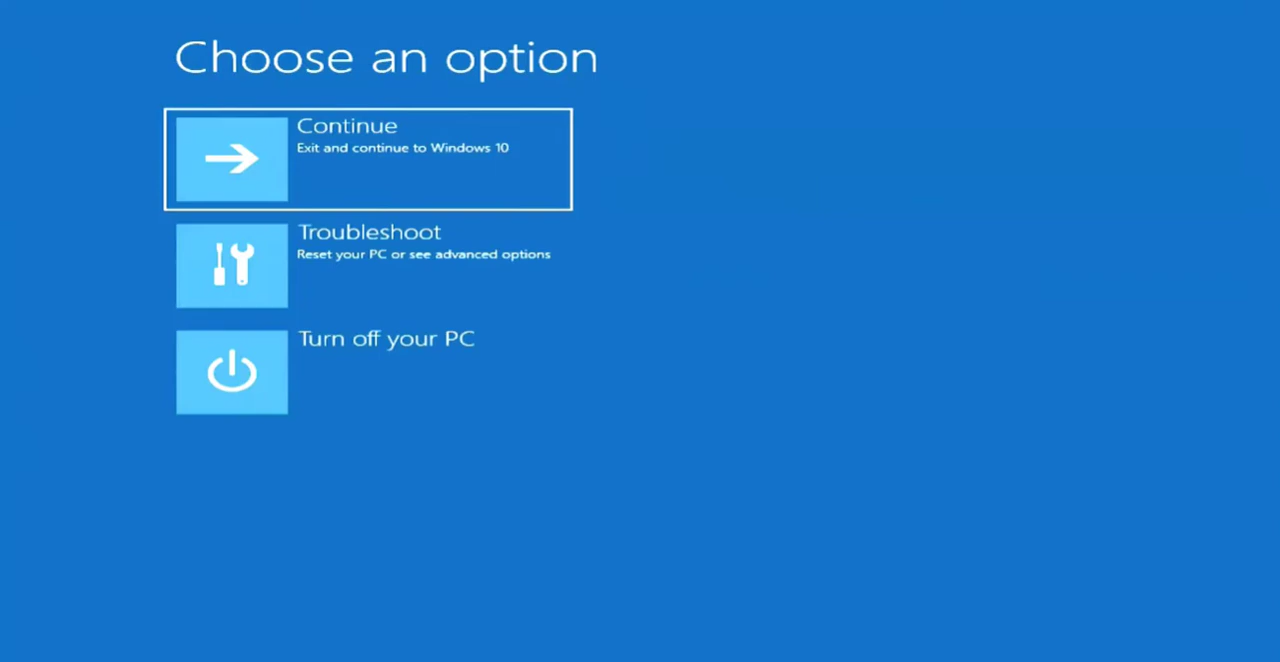 Choose an option
Continue
Exit and continue to Windows 10
Troubleshoot
Reset your PC or see advanced options
Turn off your PC